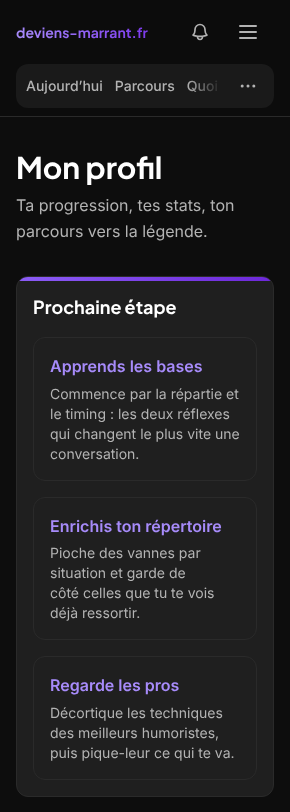 deviens-marrant.fr
Aujourd’hui Parcours Quoi
Mon profil
Ta progression, tes stats, ton
parcours vers la légende.
Prochaine étape
Apprends les bases
Commence par la répartie et
le timing : les deux réflexes
qui changent le plus vite une
conversation.
Enrichis ton répertoire
Pioche des vannes par
situation et garde de
côté celles que tu te vois
déjà ressortir.
Regarde les pros
Décortique les techniques
des meilleurs humoristes,
puis pique-leur ce qui te va.